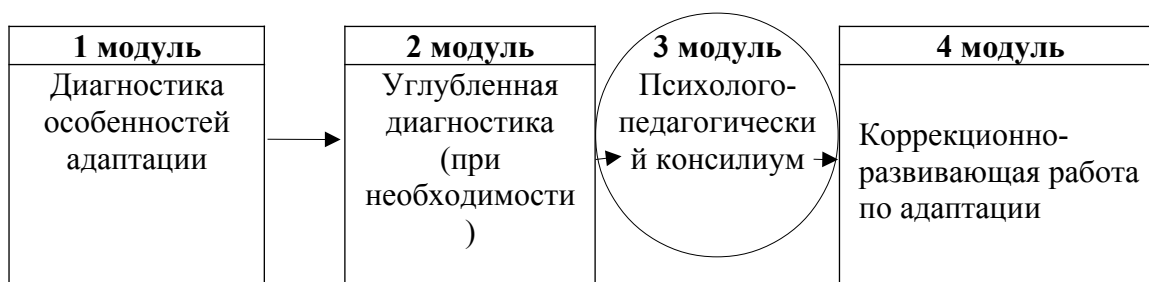 1 модуль
Диагностика
особенностей
адаптации
2 модуль
Углубленная
диагностика
(при
необходимости
)
3 модуль
Психолого-
педагогически
й консилиум
4 модуль
Коррекционно-
развивающая работа
по адаптации